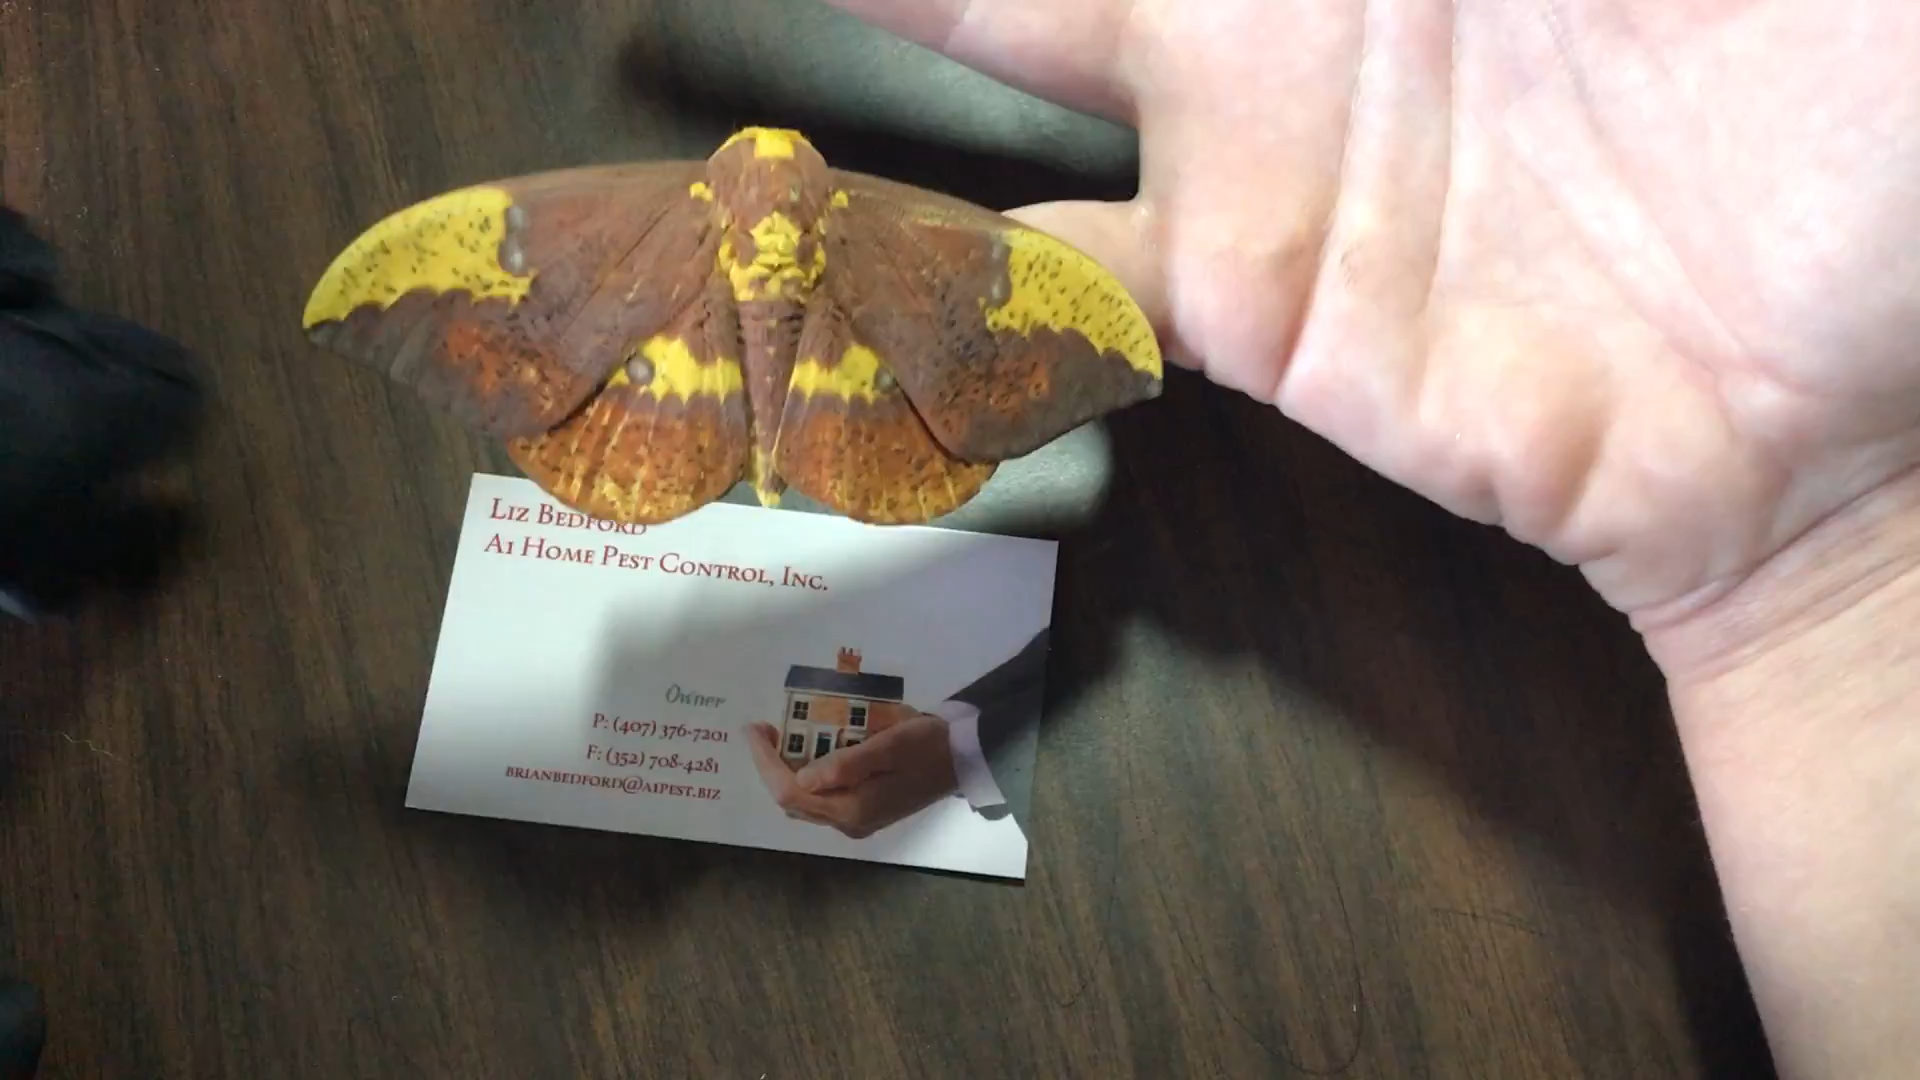 Liz Bedford
A1 Home Pest Control, Inc.
Owner
P: (407) 376-7201
F: (352) 708-4281
brianbedford@a1pest.biz